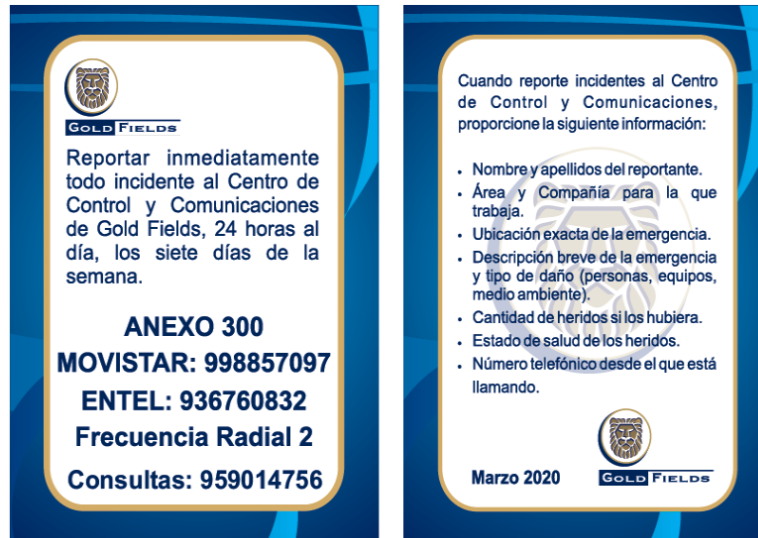 GOLD FIELDS
Reportar inmediatamente
todo incidente al Centro de
Control y Comunicaciones
de Gold Fields, 24 horas al
día, los siete días de la
semana.
ANEXO 300
MOVISTAR: 998857097
ENTEL: 936760832
Frecuencia Radial 2
Consultas: 959014756
Cuando reporte incidentes al Centro
de Control y Comunicaciones,
proporcione la siguiente información:
• Nombre y apellidos del reportante.
• Área y Compañía para la que
trabaja.
• Ubicación exacta de la emergencia.
• Descripción breve de la emergencia
y tipo de daño (personas, equipos,
medio ambiente).
• Cantidad de heridos si los hubiera.
• Estado de salud de los heridos.
• Número telefónico desde el que está
llamando.
Marzo 2020
GOLD FIELDS